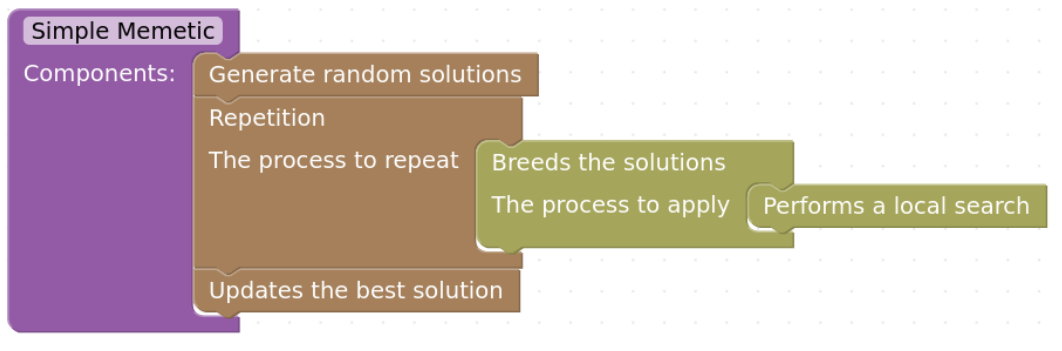 Simple Memetic
Components:
Generate random solutions
Repetition
The process to repeat
Breeds the solutions
The process to apply
Performs a local search
Updates the best solution